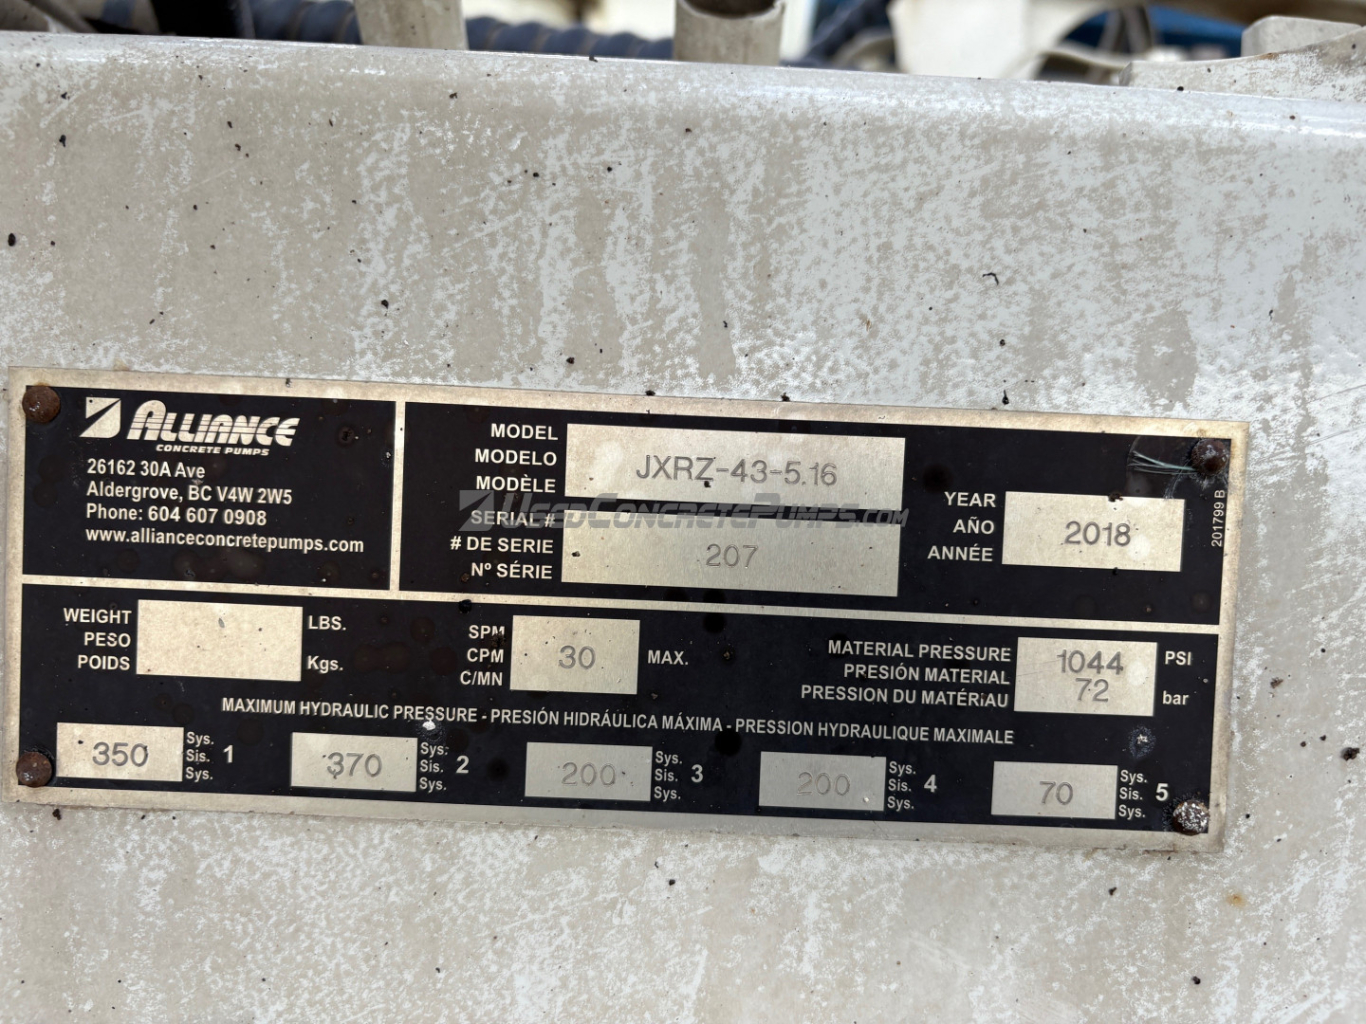 ALLIANCE
CONCRETE PUMPS
26162 30A Ave
Aldergrove, BC V4W 2W5
Phone: 604 607 0908
www.allianceconcretepumps.com
MODEL
MODELO
MODÈLE
JXRZ-43-5.16
SERIAL #
# DE SERIE
Nº SÉRIE
207
USEDCONCRETEPUMPS.COM
YEAR
AÑO
ANNÉE
2018
201799 B
WEIGHT
PESO
POIDS
LBS.
Kgs.
SPM
CPM
C/MN
30
MAX.
MATERIAL PRESSURE
PRESIÓN MATERIAL
PRESSION DU MATÉRíAU
1044 PSI
72 bar
MAXIMUM HYDRAULIC PRESSURE - PRESIÓN HIDRÁULICA MÁXIMA - PRESSION HYDRAULIQUE MAXIMALE
350
Sys.
Sis. 1
Sys.
370
Sys.
Sis. 2
Sys.
200
Sys.
Sis. 3
Sys.
200
Sys.
Sis. 4
Sys.
70
Sys.
Sis. 5
Sys.